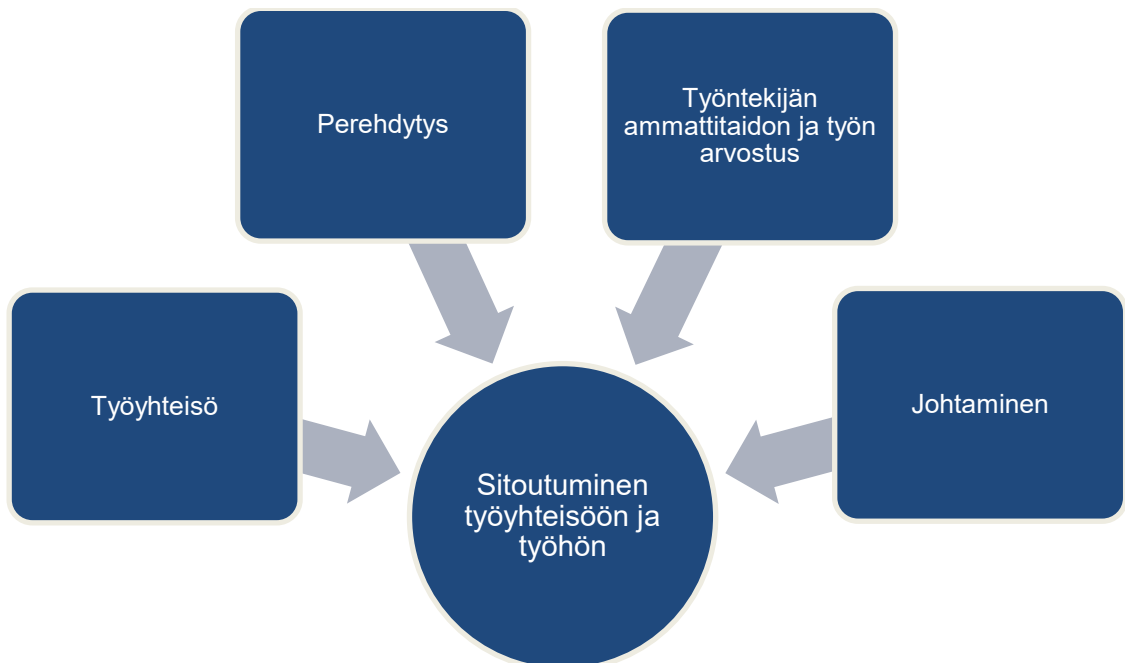 Perehdytys
Työntekijän
ammattitaidon ja työn
arvostus
Työyhteisö
Johtaminen
Sitoutuminen
työyhteisöön ja
työhön